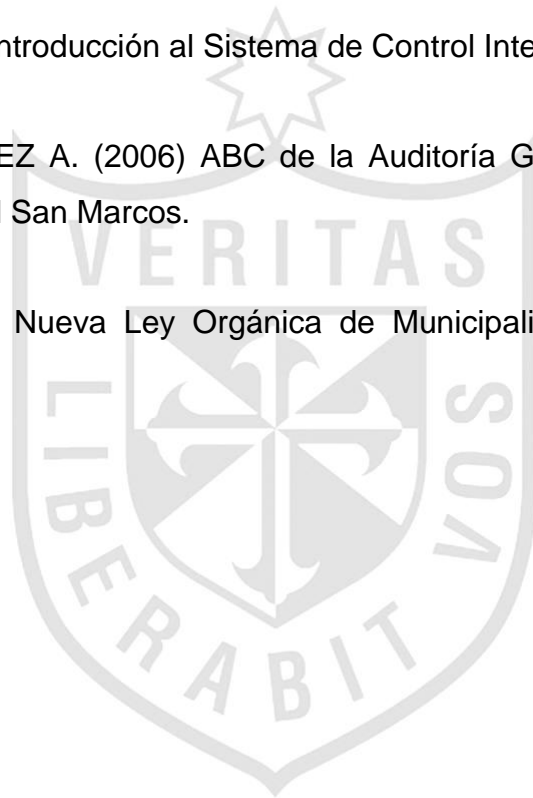 ntroducción al Sistema de Control Inte
EZ A. (2006) ABC de la Auditoría G
San Marcos.
Nueva Ley Orgánica de Municipali
VERITAS
LIBERABIT
VOS